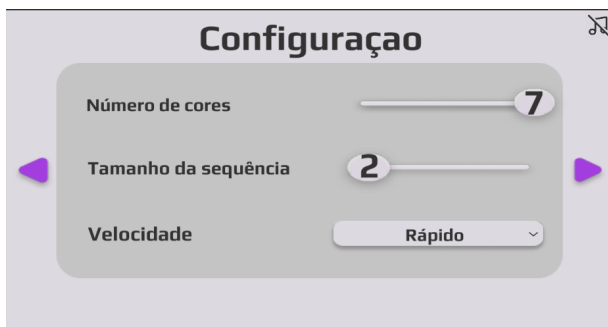 Configuraçao
Número de cores 7
Tamanho da sequência 2
Velocidade Rápido